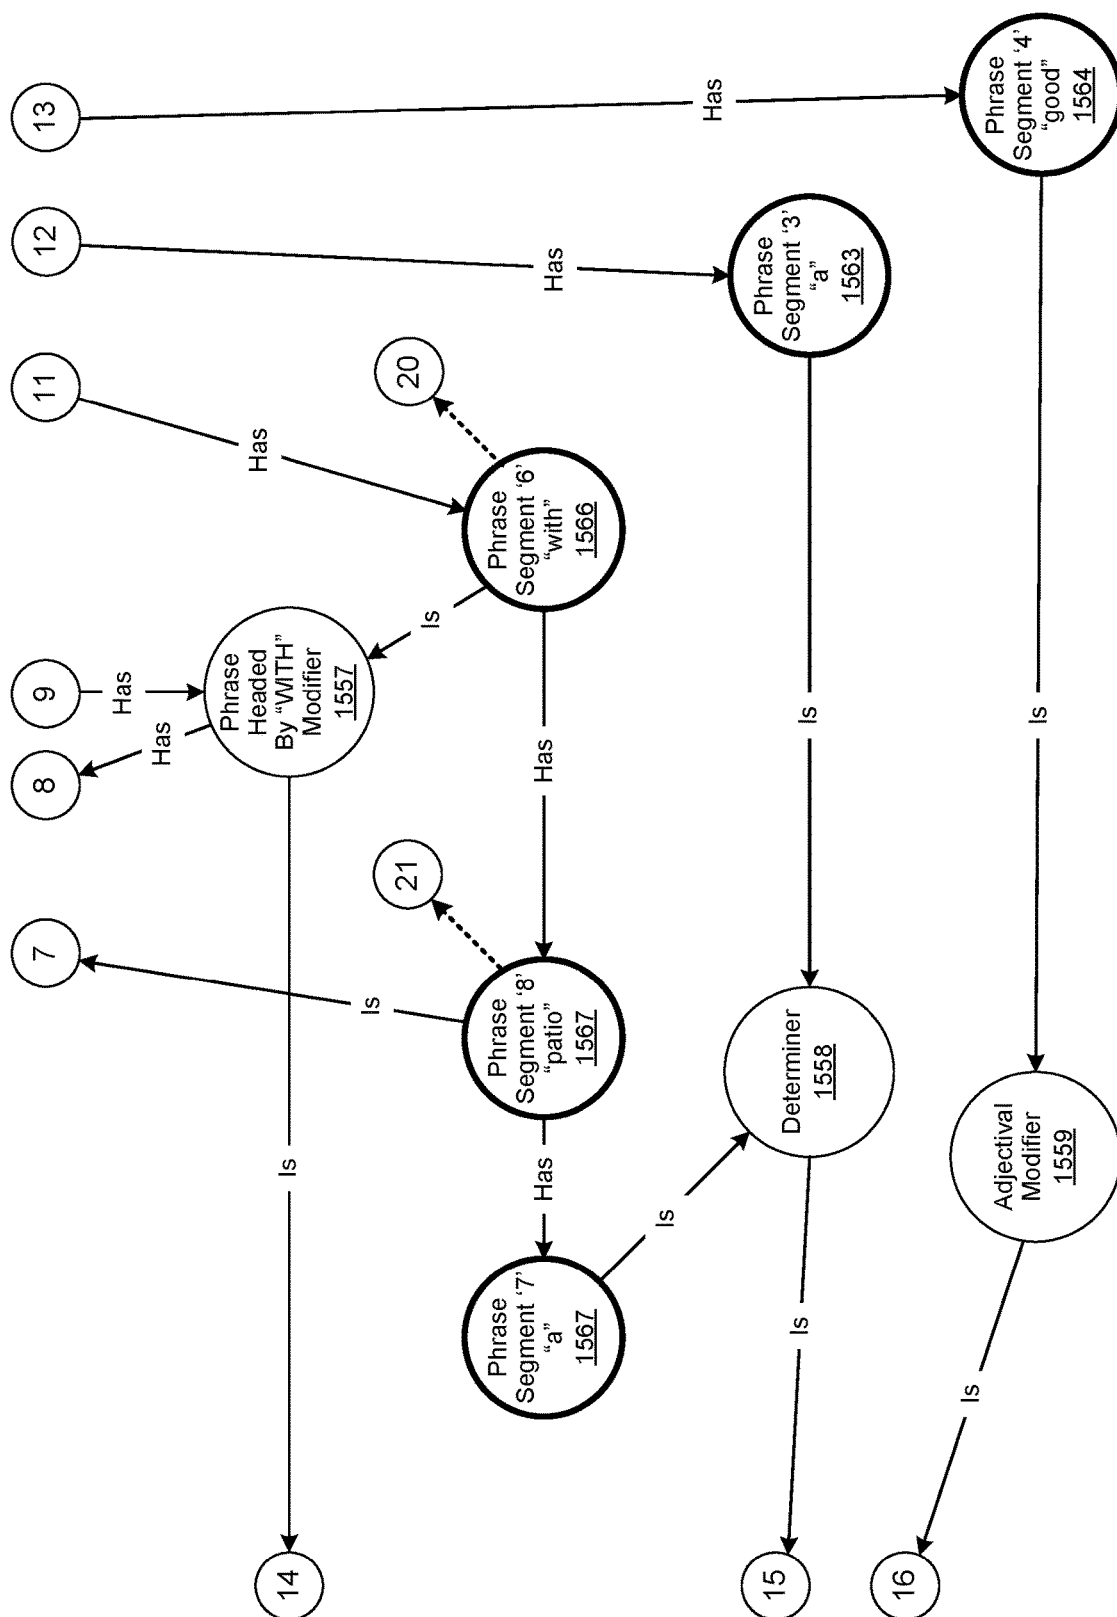 7
8
9
11
12
13
Has
Has
Phrase
Headed
By “WITH”
Modifier
1557
Has
14
Is
Is
21
20
Is
Phrase
Segment ‘7’
“a”
1567
Has
Phrase
Segment ‘8’
“patio”
1567
Has
Phrase
Segment ‘6’
“with”
1566
Has
Is
Has
15
Is
Determiner
1558
Is
Phrase
Segment ‘3’
“a”
1563
16
Is
Adjectival
Modifier
1559
Is
Phrase
Segment ‘4’
“good”
1564